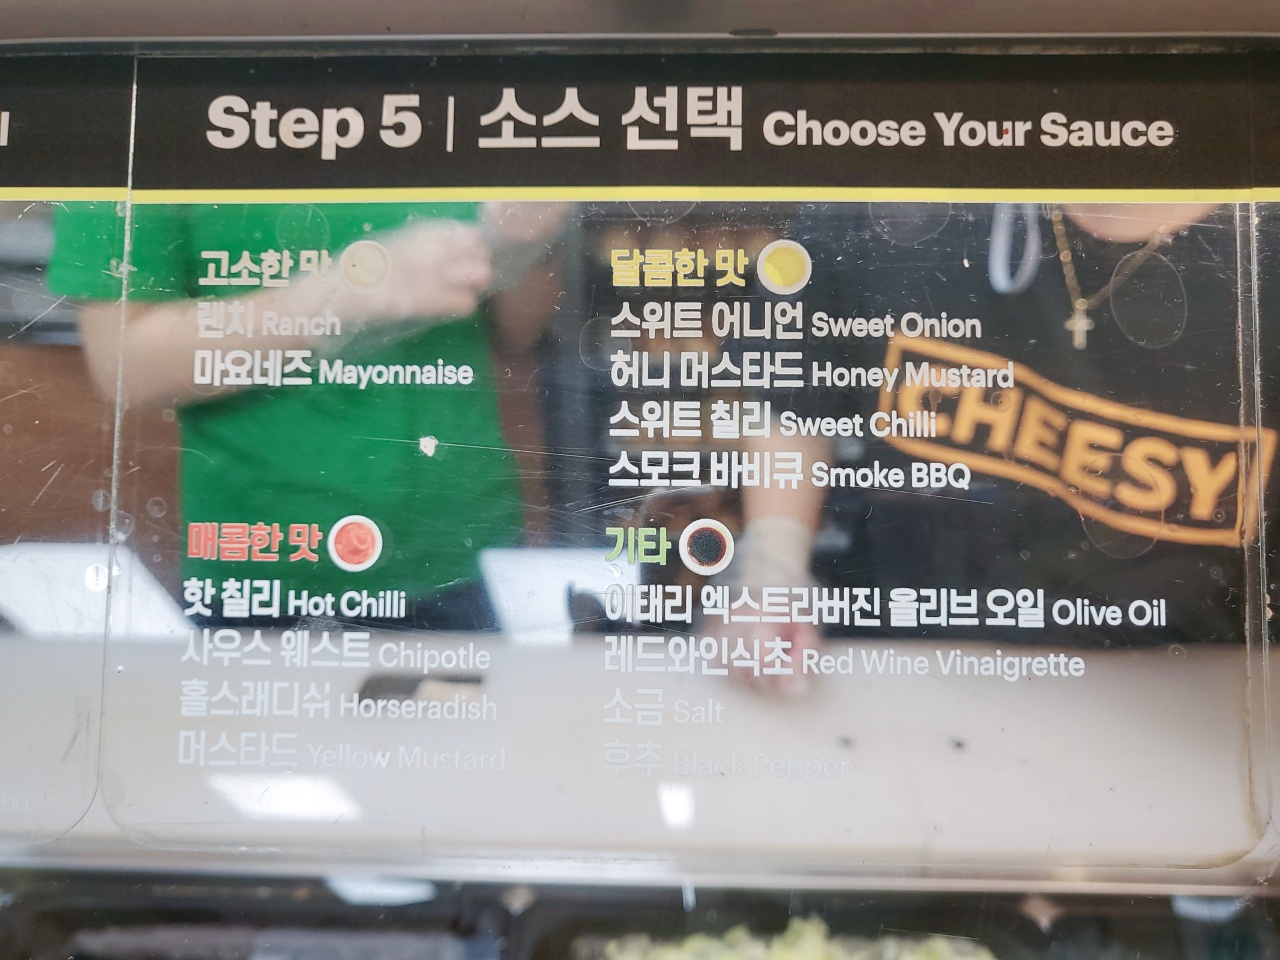 Step 5 | 소스 선택 Choose Your Sauce
고소한 맛
랜치 Ranch
마요네즈 Mayonnaise
매콤한 맛
핫 칠리 Hot Chilli
사우스 웨스트 Chipotle
홀스래디쉬 Horseradish
머스타드 Yellow Mustard
달콤한 맛
스위트 어니언 Sweet Onion
허니 머스타드 Honey Mustard
스위트 칠리 Sweet Chilli
스모크 바비큐 Smoke BBQ
기타
이태리 엑스트라버진 올리브 오일 Olive Oil
레드와인식초 Red Wine Vinaigrette
소금 Salt
후추 Black Pepper
CHEESY